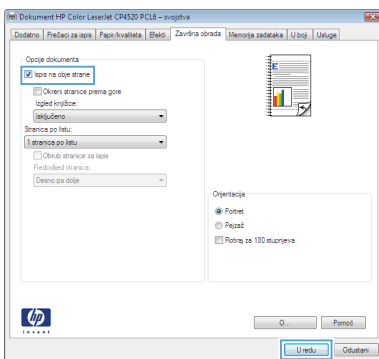 Dokument HP Color LaserJet CP4520 PCL6 – svojstva
Dodatno Prečaci za ispis Papir/kvaliteta Efekti Završna obrada Memorija zadataka U boji Usluge
Opcije dokumenta
Ispis na obje strane
Okreni stranice prema gore
Izgled knjižice:
Isključeno
Stranica po listu:
1 stranica po listu
Obrub stranice za ispis
Redoslijed stranica:
Desno pa dolje
Orijentacija
Portret
Pejzaž
Rotiraj za 180 stupnjeva
hp
invent
O... Pomoć
U redu Odustani